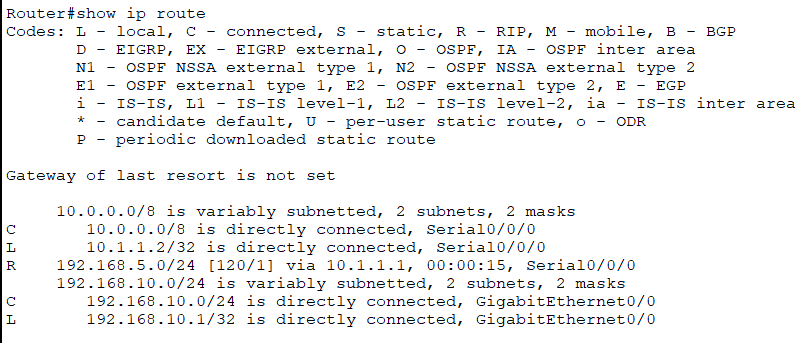 Router#show ip route
Codes: L - local, C - connected, S - static, R - RIP, M - mobile, B - BGP
       D - EIGRP, EX - EIGRP external, O - OSPF, IA - OSPF inter area
       N1 - OSPF NSSA external type 1, N2 - OSPF NSSA external type 2
       E1 - OSPF external type 1, E2 - OSPF external type 2, E - EGP
       i - IS-IS, L1 - IS-IS level-1, L2 - IS-IS level-2, ia - IS-IS inter area
       * - candidate default, U - per-user static route, o - ODR
       P - periodic downloaded static route

Gateway of last resort is not set

     10.0.0.0/8 is variably subnetted, 2 subnets, 2 masks
C       10.0.0.0/8 is directly connected, Serial0/0/0
L       10.1.1.2/32 is directly connected, Serial0/0/0
R    192.168.5.0/24 [120/1] via 10.1.1.1, 00:00:15, Serial0/0/0
     192.168.10.0/24 is variably subnetted, 2 subnets, 2 masks
C       192.168.10.0/24 is directly connected, GigabitEthernet0/0
L       192.168.10.1/32 is directly connected, GigabitEthernet0/0